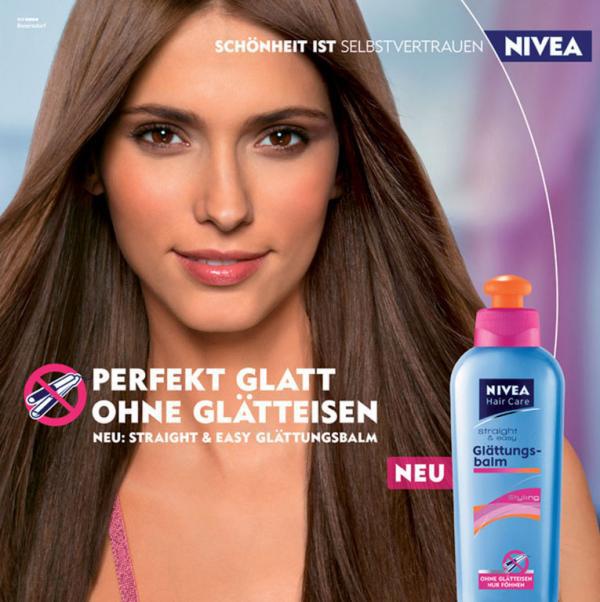 Beiersdorf
SCHÖNHEIT IST SELBSTVERTRAUEN
NIVEA
PERFEKT GLATT
OHNE GLÄTTEISEN
NEU: STRAIGHT & EASY GLÄTTUNGSBALM
NEU
NIVEA
Hair Care
straight
& easy
Glättungs-
balm
Styling
OHNE GLÄTTEISEN
NUR FÖHNEN